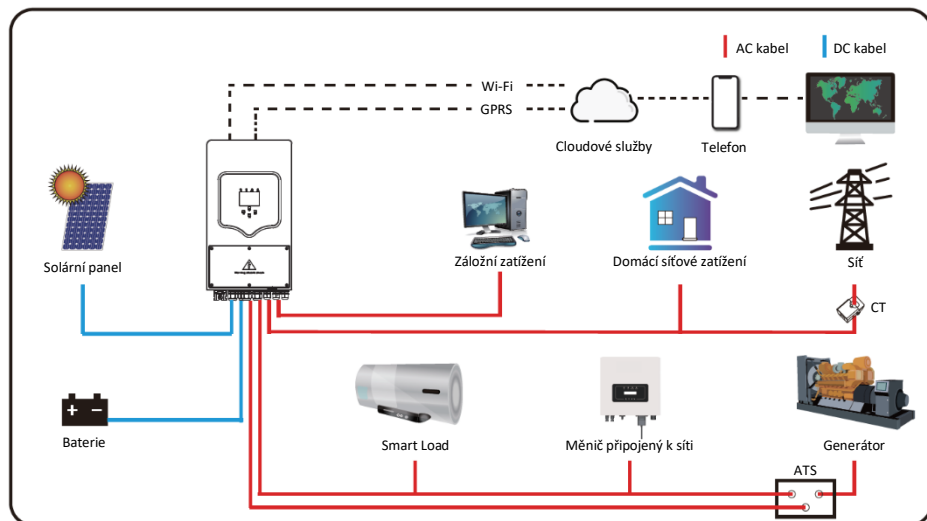 AC kabel
DC kabel
Wi-Fi
GPRS
Cloudové služby
Telefon
Solární panel
Záložní zatížení
Domácí síťové zatížení
Síť
CT
Baterie
Smart Load
Měnič připojený k síti
Generátor
ATS